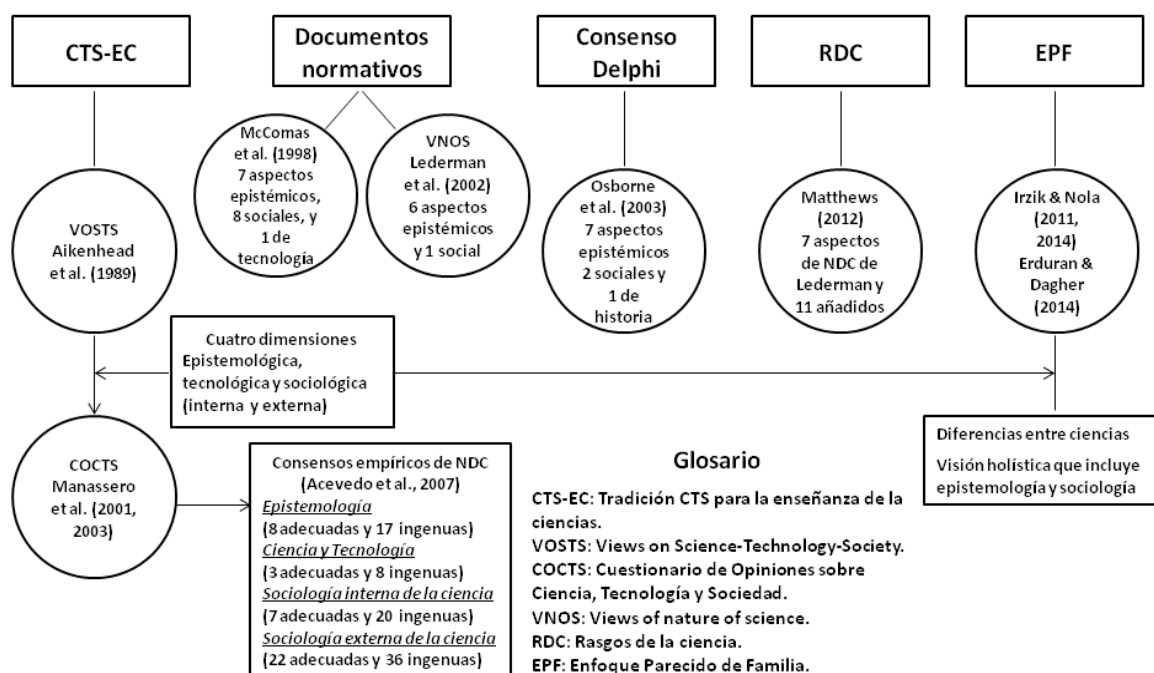 CTS-EC
Documentos
normativos
Consenso
Delphi
RDC
EPF
VOSTS
Aikenhead
et al. (1989)
McComas
et al. (1998)
7 aspectos
epistémicos,
8 sociales, y
1 de
tecnología
VNOS
Lederman
et al. (2002)
6 aspectos
epistémicos
y 1 social
Osborne
et al. (2003)
7 aspectos
epistémicos
2 sociales y
1 de
historia
Matthews
(2012)
7 aspectos
de NDC de
Lederman y
11 añadidos
Irzik & Nola
(2011,
2014)
Erduran &
Dagher
(2014)
Cuatro dimensiones
Epistemológica,
tecnológica y sociológica
(interna y externa)
COCTS
Manassero
et al. (2001,
2003)
Consensos empíricos de NDC
(Acevedo et al., 2007)
Epistemología
(8 adecuadas y 17 ingenuas)
Ciencia y Tecnología
(3 adecuadas y 8 ingenuas)
Sociología interna de la ciencia
(7 adecuadas y 20 ingenuas)
Sociología externa de la ciencia
(22 adecuadas y 36 ingenuas)
Diferencias entre ciencias
Visión holística que incluye
epistemología y sociología
Glosario
CTS-EC: Tradición CTS para la enseñanza de la
ciencias.
VOSTS: Views on Science-Technology-Society.
COCTS: Cuestionario de Opiniones sobre
Ciencia, Tecnología y Sociedad.
VNOS: Views of nature of science.
RDC: Rasgos de la ciencia.
EPF: Enfoque Parecido de Familia.